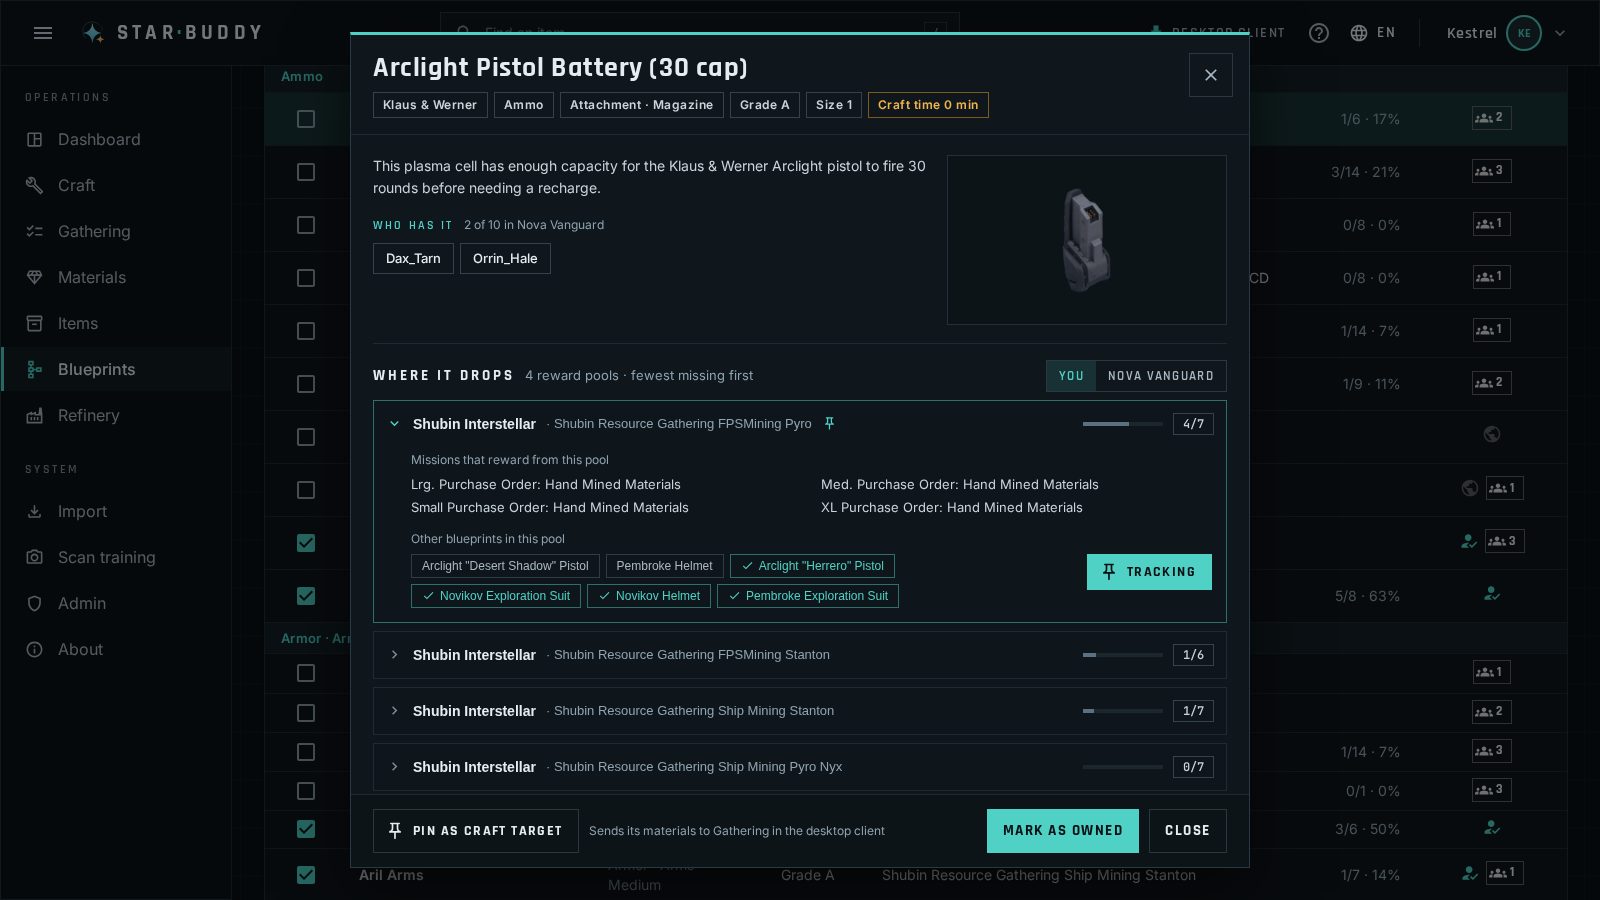 STAR·BUDDY
Find an item
/
DESKTOP CLIENT
EN
Kestrel
KE
OPERATIONS
Dashboard
Craft
Gathering
Materials
Items
Blueprints
Refinery
SYSTEM
Import
Scan training
Admin
About
Ammo
1/6 · 17%
2
3/14 · 21%
3
0/8 · 0%
1
CD
0/8 · 0%
1
1/14 · 7%
1
1/9 · 11%
2
1
3
5/8 · 63%
Armor · Arm
1
2
1/14 · 7%
3
0/1 · 0%
3
3/6 · 50%
Aril Arms
Armor · Arms
Medium
Grade A
Shubin Resource Gathering Ship Mining Stanton
1/7 · 14%
1
Arclight Pistol Battery (30 cap)
Klaus & Werner
Ammo
Attachment · Magazine
Grade A
Size 1
Craft time 0 min
This plasma cell has enough capacity for the Klaus & Werner Arclight pistol to fire 30
rounds before needing a recharge.
WHO HAS IT 2 of 10 in Nova Vanguard
Dax_Tarn
Orrin_Hale
WHERE IT DROPS 4 reward pools · fewest missing first
YOU
NOVA VANGUARD
Shubin Interstellar · Shubin Resource Gathering FPSMining Pyro
4/7
Missions that reward from this pool
Lrg. Purchase Order: Hand Mined Materials
Med. Purchase Order: Hand Mined Materials
Small Purchase Order: Hand Mined Materials
XL Purchase Order: Hand Mined Materials
Other blueprints in this pool
Arclight "Desert Shadow" Pistol
Pembroke Helmet
Arclight "Herrero" Pistol
Novikov Exploration Suit
Novikov Helmet
Pembroke Exploration Suit
TRACKING
Shubin Interstellar · Shubin Resource Gathering FPSMining Stanton
1/6
Shubin Interstellar · Shubin Resource Gathering Ship Mining Stanton
1/7
Shubin Interstellar · Shubin Resource Gathering Ship Mining Pyro Nyx
0/7
PIN AS CRAFT TARGET
Sends its materials to Gathering in the desktop client
MARK AS OWNED
CLOSE